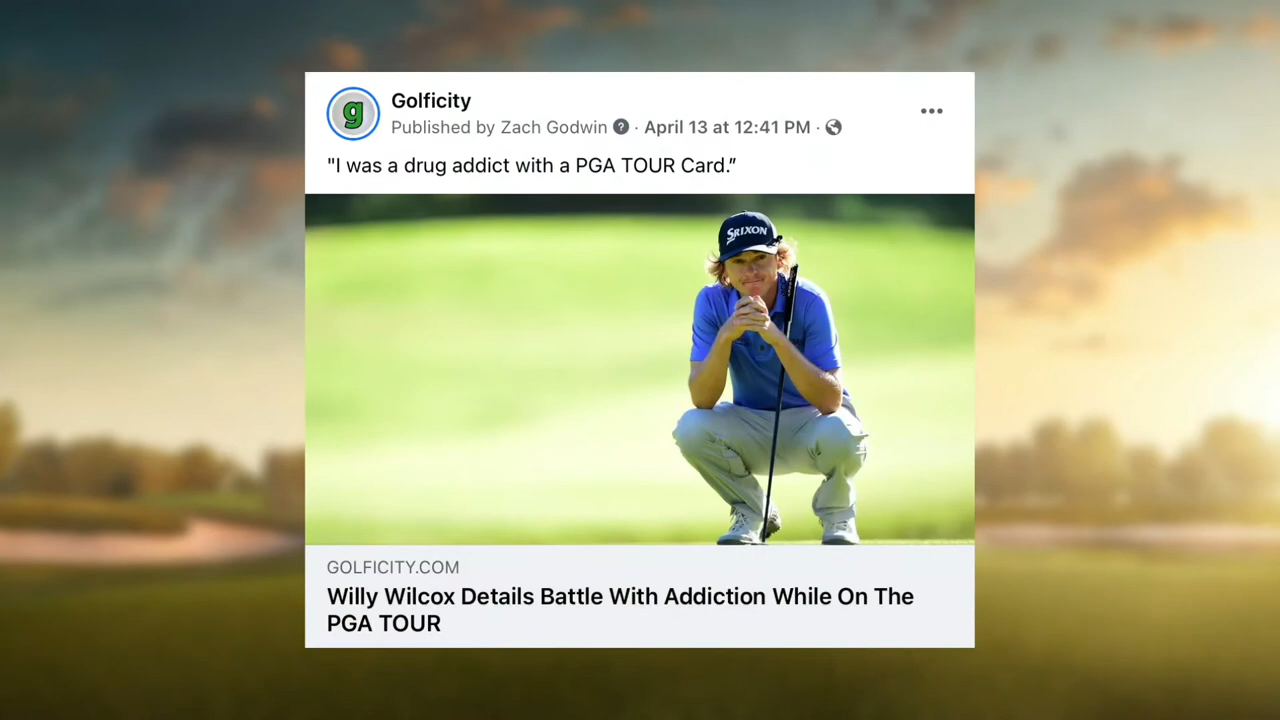 g
Golficity
Published by Zach Godwin ? · April 13 at 12:41 PM ·
"I was a drug addict with a PGA TOUR Card.”
SRIXON
GOLFICITY.COM
Willy Wilcox Details Battle With Addiction While On The
PGA TOUR